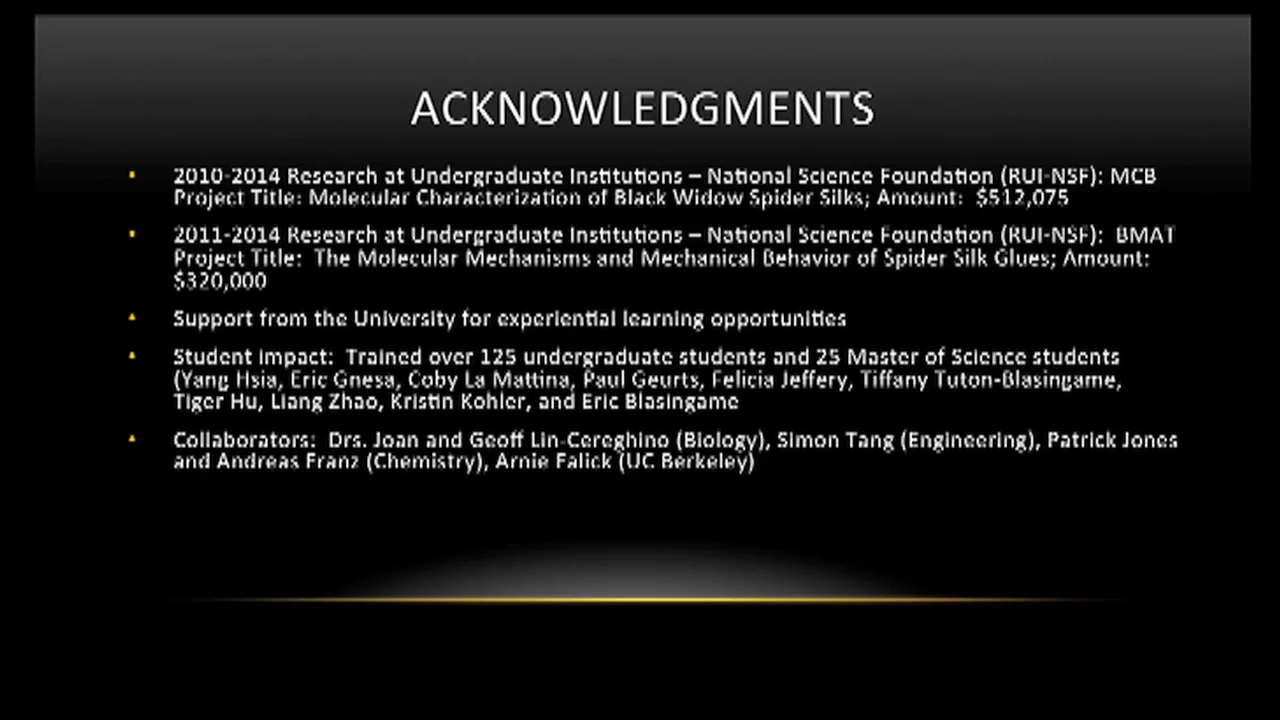 ACKNOWLEDGMENTS
• 2010-2014 Research at Undergraduate Institutions – National Science Foundation (RUI-NSF): MCB
Project Title: Molecular Characterization of Black Widow Spider Silks; Amount: $512,075
• 2011-2014 Research at Undergraduate Institutions – National Science Foundation (RUI-NSF): BMAT
Project Title: The Molecular Mechanisms and Mechanical Behavior of Spider Silk Glues; Amount:
$320,000
• Support from the University for experiential learning opportunities
• Student impact: Trained over 125 undergraduate students and 25 Master of Science students
(Yang Hsia, Eric Gnesa, Coby La Mattina, Paul Geurts, Felicia Jeffery, Tiffany Tuton-Blasingame,
Tiger Hu, Liang Zhao, Kristin Kohler, and Eric Blasingame
• Collaborators: Drs. Joan and Geoff Lin-Cereghino (Biology), Simon Tang (Engineering), Patrick Jones
and Andreas Franz (Chemistry), Arnie Falick (UC Berkeley)